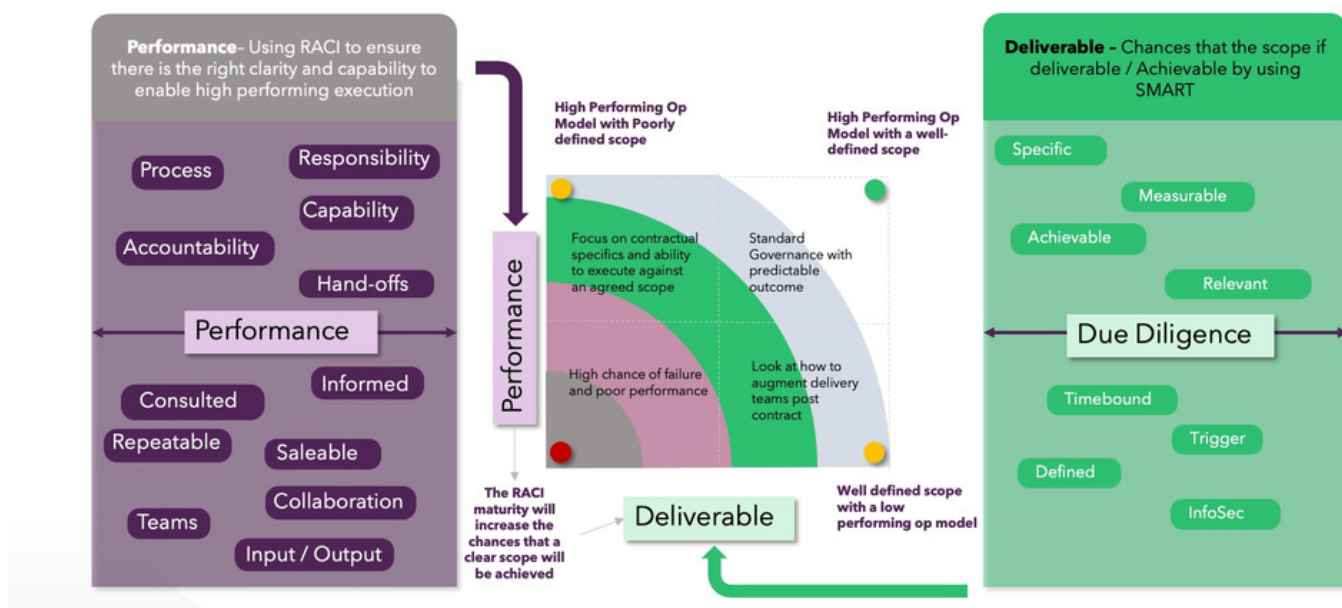 Performance– Using RACI to ensure
there is the right clarity and capability to
enable high performing execution
Process
Responsibility
Capability
Accountability
Hand-offs
Performance
Informed
Consulted
Repeatable
Saleable
Collaboration
Teams
Input / Output
High Performing Op
Model with Poorly
defined scope
High Performing Op
Model with a well-
defined scope
Performance
Focus on contractual
specifics and ability
to execute against
an agreed scope
Standard
Governance with
predictable
outcome
High chance of failure
and poor performance
Look at how to
augment delivery
teams post
contract
The RACI
maturity will
increase the
chances that a
clear scope will
be achieved
Deliverable
Well defined scope
with a low
performing op model
Deliverable – Chances that the scope if
deliverable / Achievable by using
SMART
Specific
Measurable
Achievable
Relevant
Due Diligence
Timebound
Trigger
Defined
InfoSec